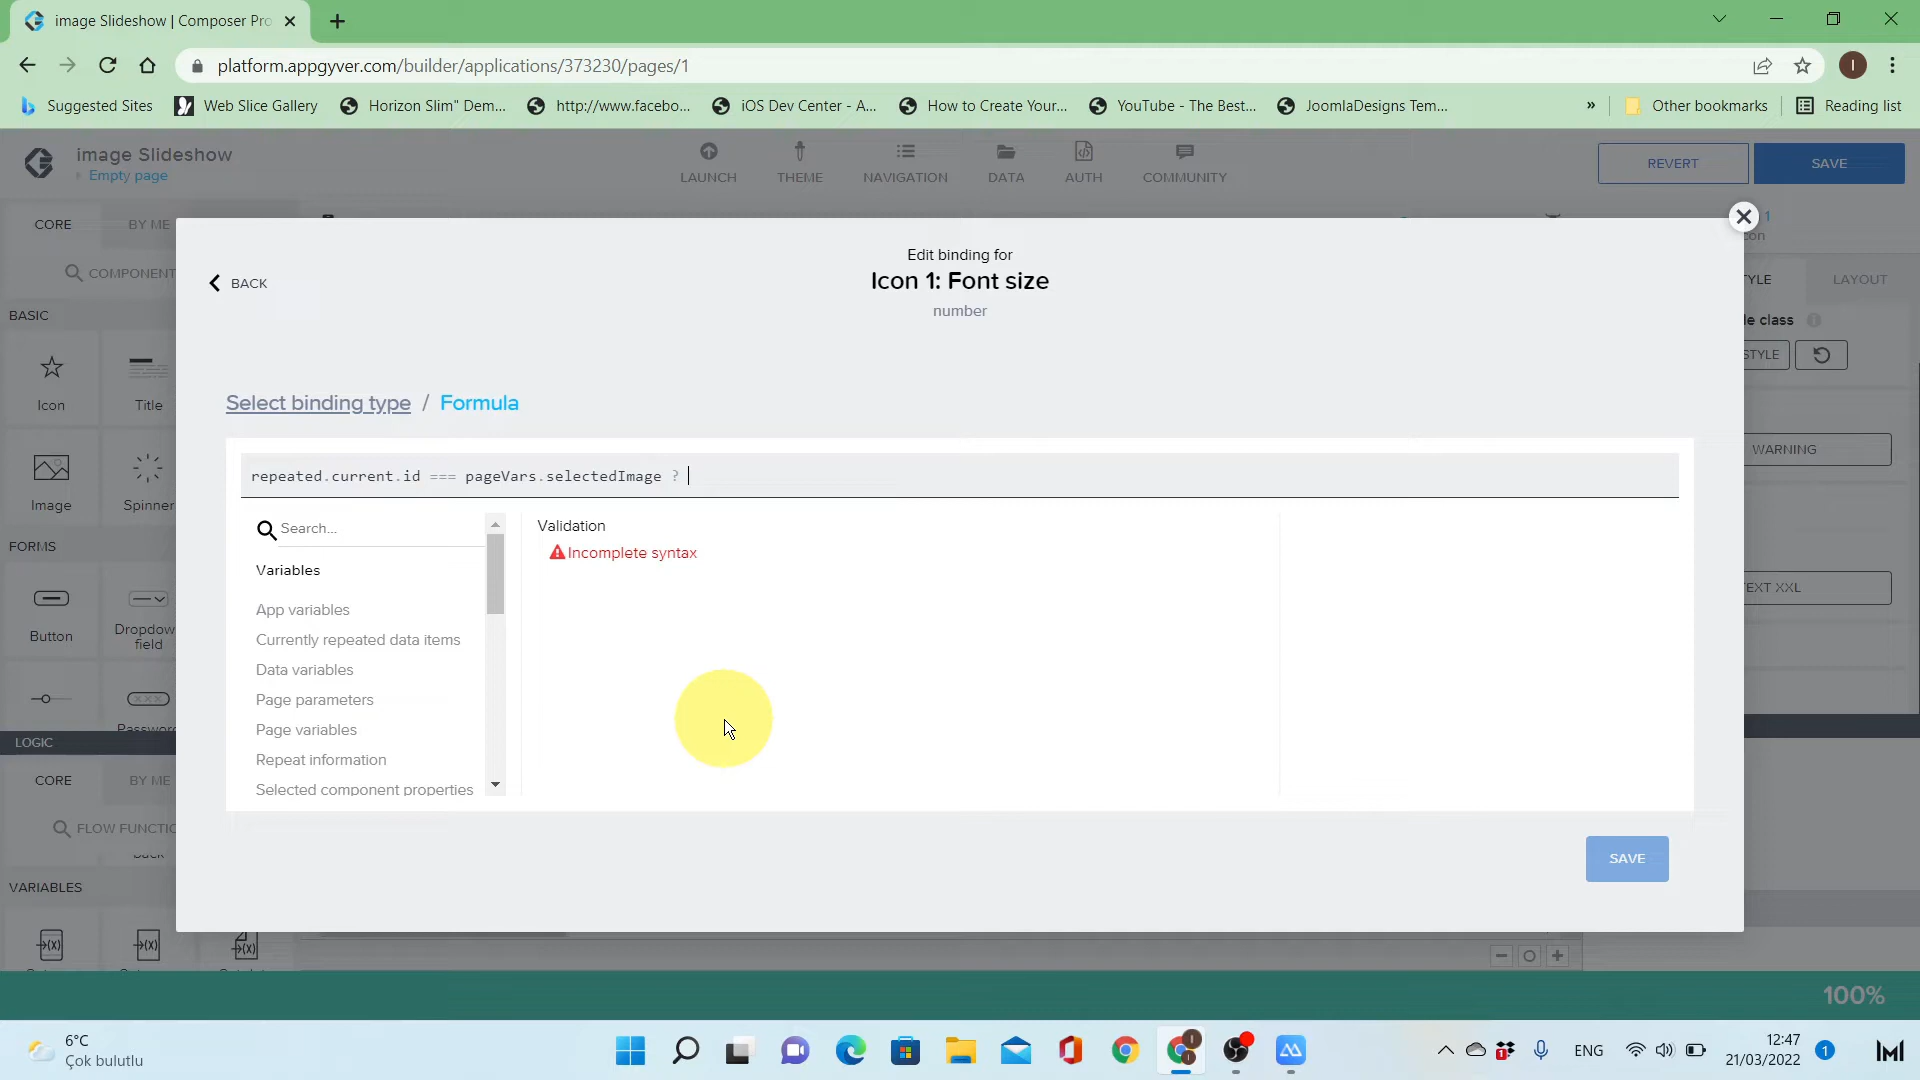 image Slideshow | Composer Pro
platform.appgyver.com/builder/applications/373230/pages/1
I
Suggested Sites
Web Slice Gallery
Horizon Slim" Dem...
http://www.facebo...
iOS Dev Center - A...
How to Create Your...
YouTube - The Best...
JoomlaDesigns Tem...
»
Other bookmarks
Reading list
image Slideshow
Empty page
LAUNCH
THEME
NAVIGATION
DATA
AUTH
COMMUNITY
REVERT
SAVE
CORE
BY ME
COMPONENT
BASIC
Icon
Title
Image
Spinner
FORMS
Button
Dropdow
field
LOGIC
CORE
BY ME
FLOW FUNCTIO
VARIABLES
BACK
Edit binding for
Icon 1: Font size
number
Select binding type / Formula
repeated.current.id === pageVars.selectedImage ?
Search...
Variables
App variables
Currently repeated data items
Data variables
Page parameters
Page variables
Repeat information
Selected component properties
Validation
Incomplete syntax
SAVE
1
con
YLE
LAYOUT
le class
STYLE
WARNING
EXT XXL
100%
6°C
Çok bulutlu
ENG
12:47
21/03/2022
1